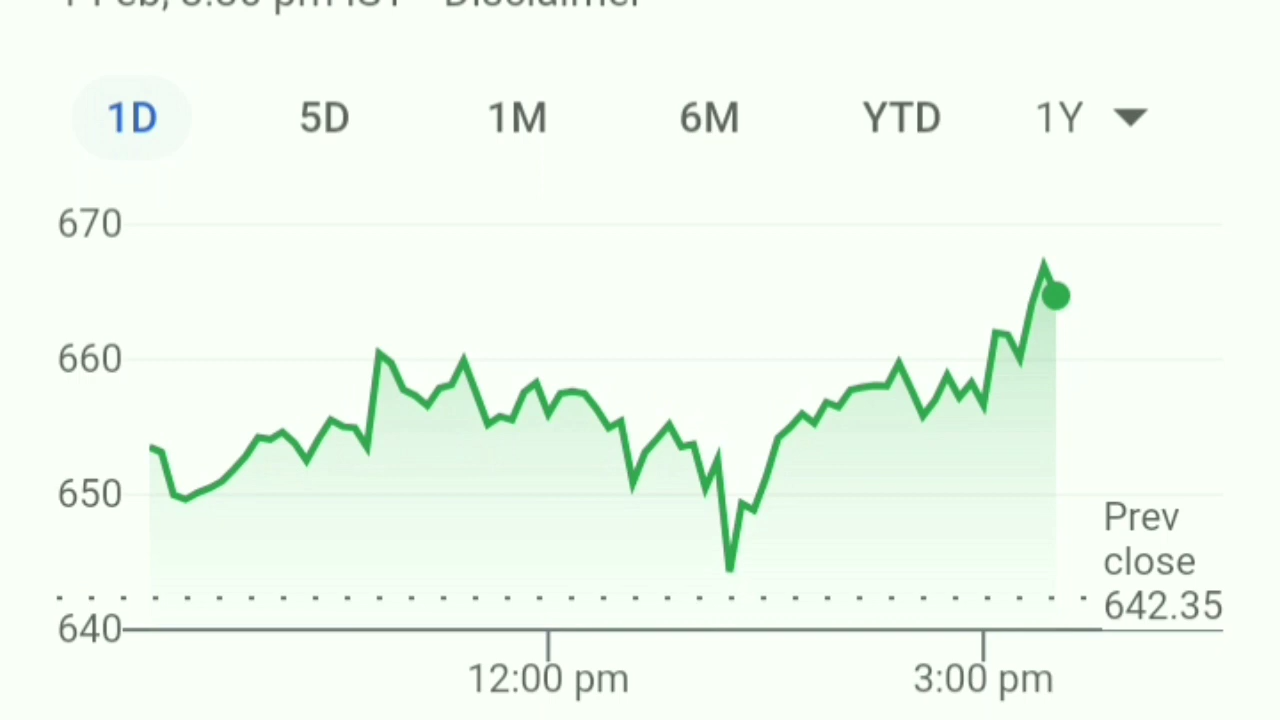 Disclaimer
1D 5D 1M 6M YTD 1Y
670
660
650
Prev
close
642.35
640
12:00 pm 3:00 pm